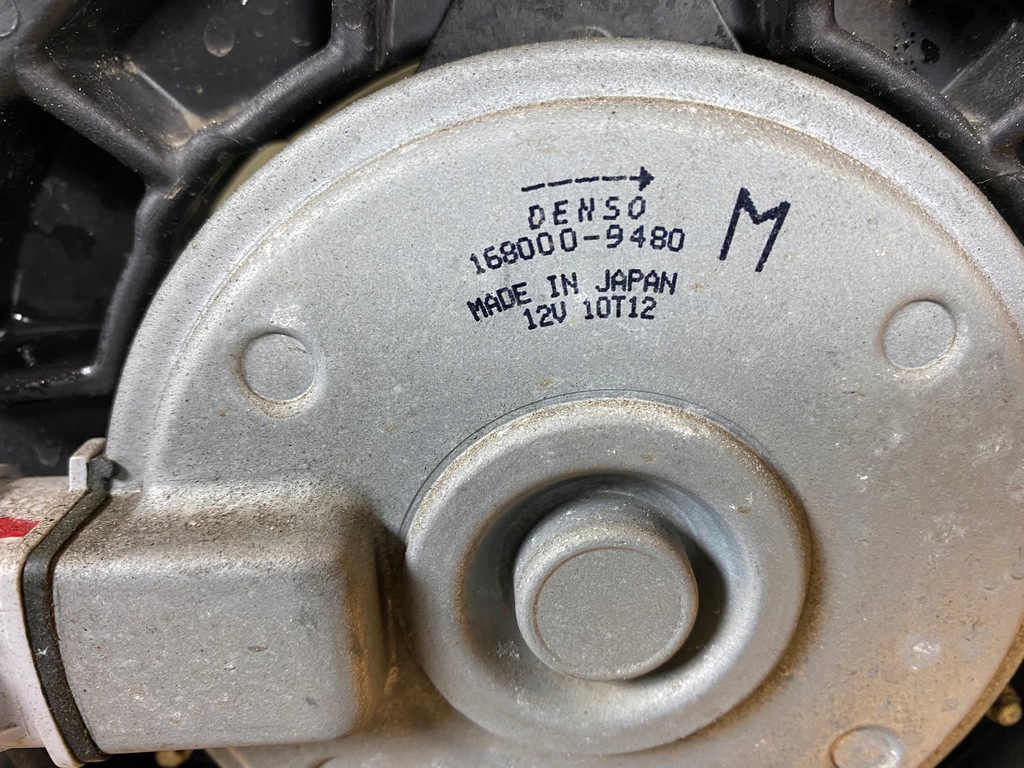 DENSO
168000-9480
M
MADE IN JAPAN
12V 10T12